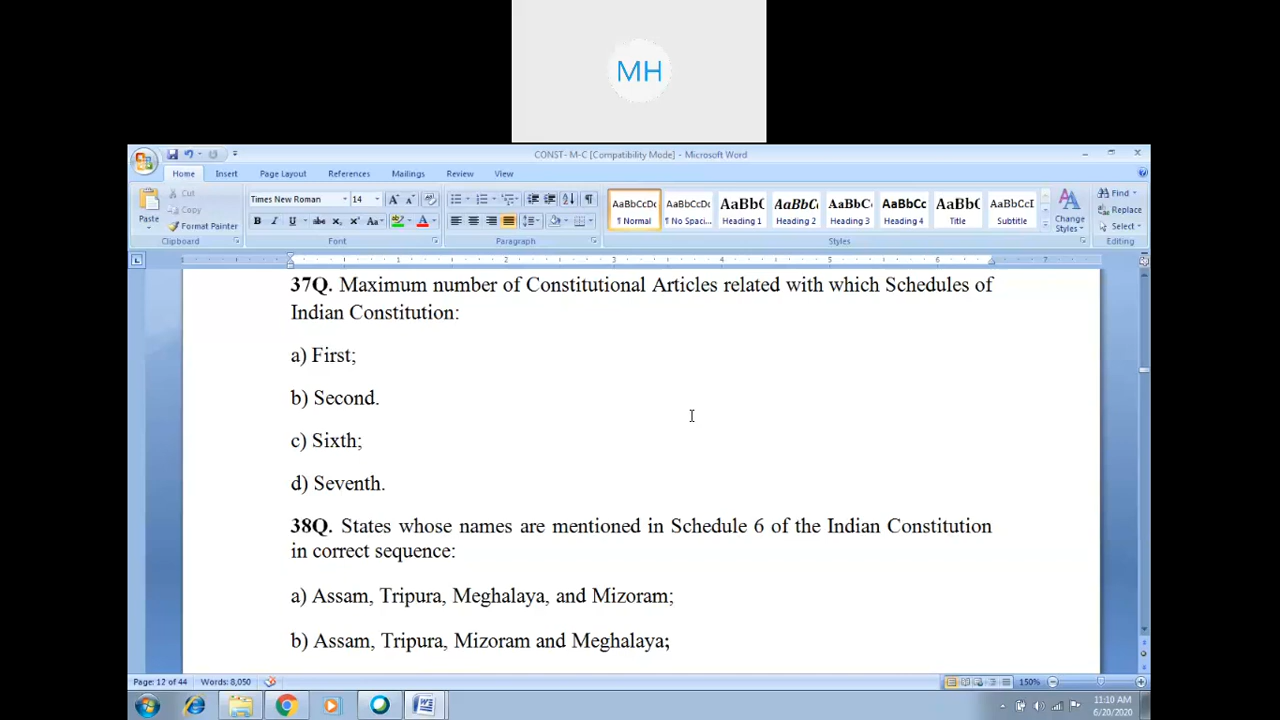 MH
CONST- M-C [Compatibility Mode] - Microsoft Word
Home Insert Page Layout References Mailings Review View
Paste
Cut
Copy
Format Painter
Clipboard
Times New Roman 14
Font
Paragraph
AaBbCcDc AaBbCcDc AaBbC AaBbCc AaBbC AaBbCc AaBbC AaBbCcI
¶ Normal ¶ No Spaci... Heading 1 Heading 2 Heading 3 Heading 4 Title Subtitle
Change Styles
Styles
Find
Replace
Select
Editing
37Q. Maximum number of Constitutional Articles related with which Schedules of
Indian Constitution:
a) First;
b) Second.
c) Sixth;
d) Seventh.
38Q. States whose names are mentioned in Schedule 6 of the Indian Constitution
in correct sequence:
a) Assam, Tripura, Meghalaya, and Mizoram;
b) Assam, Tripura, Mizoram and Meghalaya;
Page: 12 of 44 Words: 8,050 150%
11:10 AM
6/20/2020